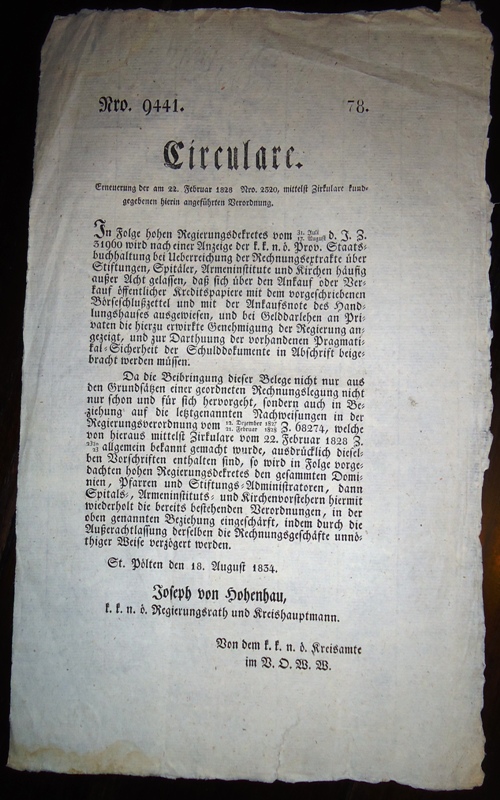 Nro. 9441. 78.
Circulare.
Erneuerung der am 22. Februar 1828 Nro. 2320, mittelst Zirkulare kund-
gegebenen hierin angeführten Verordnung.
In Folge hohen Regierungsdekretes vom 31. Juli / 17. August d. J. Z.
31900 wird nach einer Anzeige der k. k. n. ö. Prov. Staats-
buchhaltung bei Ueberreichung der Rechnungsextrakte über
Stiftungen, Spitäler, Armeninstitute und Kirchen häufig
außer Acht gelassen, daß sich über den Ankauf oder Ver-
kauf öffentlicher Kreditspapiere mit dem vorgeschriebenen
Börseschlußzettel und mit der Ankaufsnote des Hand-
lungshauses ausgewiesen, und bei Gelddarlehen an Pri-
vaten die hierzu erwirkte Genehmigung der Regierung an-
gezeigt, und zur Darthuung der vorhandenen Pragmati-
kal-Sicherheit der Schulddokumente in Abschrift beige-
bracht werden müssen.
Da die Beibringung dieser Belege nicht nur aus
den Grundsätzen einer geordneten Rechnungslegung nicht
nur schon und für sich hervorgeht, sondern auch in Be-
ziehung auf die letztgenannten Nachweisungen in der
Regierungsverordnung vom 12. Dezember 1827 / 21. Februar 1828 Z. 68274, welche
von hieraus mittelst Zirkulare vom 22. Februar 1828 Z.
allgemein bekannt gemacht wurde, ausdrücklich diesel-
ben Vorschriften enthalten sind, so wird in Folge vorge-
dachten hohen Regierungsdekretes den gesammten Domi-
nien, Pfarren und Stiftungs-Administratoren, dann
Spitals-, Armeninstituts- und Kirchenvorstehern hiermit
wiederholt die bereits bestehenden Verordnungen, in der
oben genannten Beziehung eingeschärft, indem durch die
Außerachtlassung derselben die Rechnungsgeschäfte unnö-
thiger Weise verzögert werden.
St. Pölten den 18. August 1834.
Joseph von Hohenhau,
k. k. n. ö. Regierungsrath und Kreishauptmann.
Von dem k. k. n. ö. Kreisamte
im V. O. W. W.